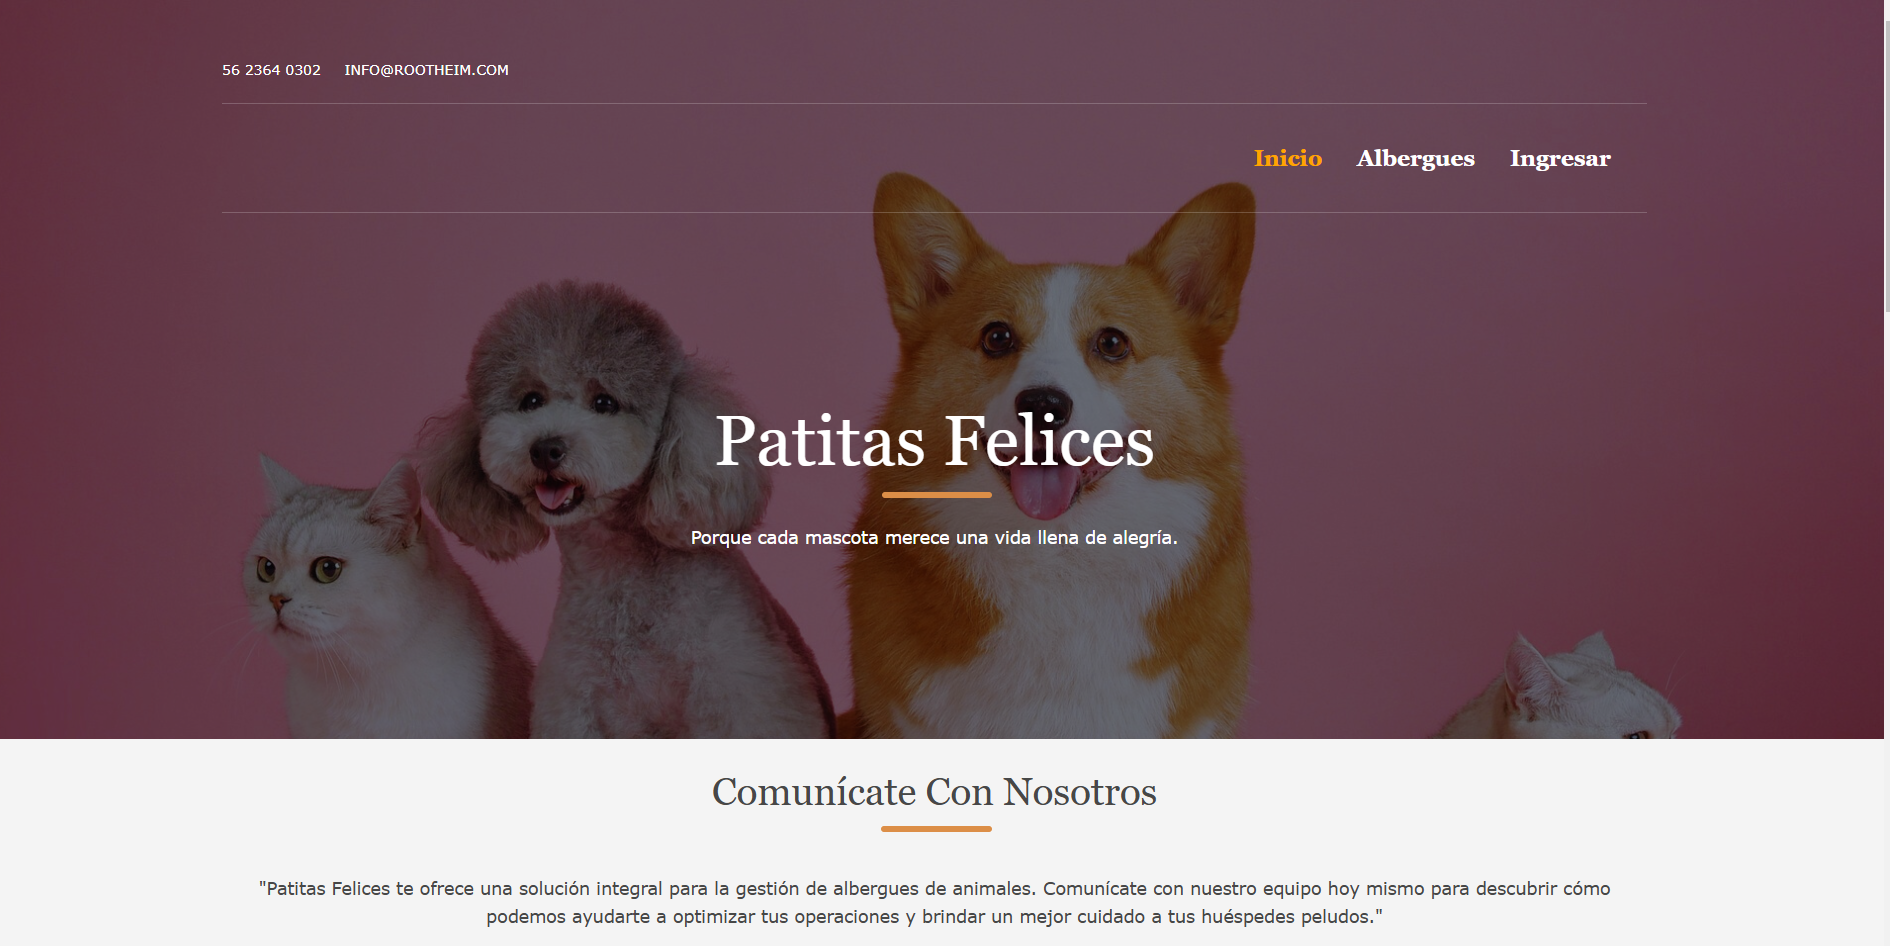 56 2364 0302 INFO@ROOTHEIM.COM
Inicio Albergues Ingresar
Patitas Felices
Porque cada mascota merece una vida llena de alegría.
Comunícate Con Nosotros
"Patitas Felices te ofrece una solución integral para la gestión de albergues de animales. Comunícate con nuestro equipo hoy mismo para descubrir cómo
podemos ayudarte a optimizar tus operaciones y brindar un mejor cuidado a tus huéspedes peludos."